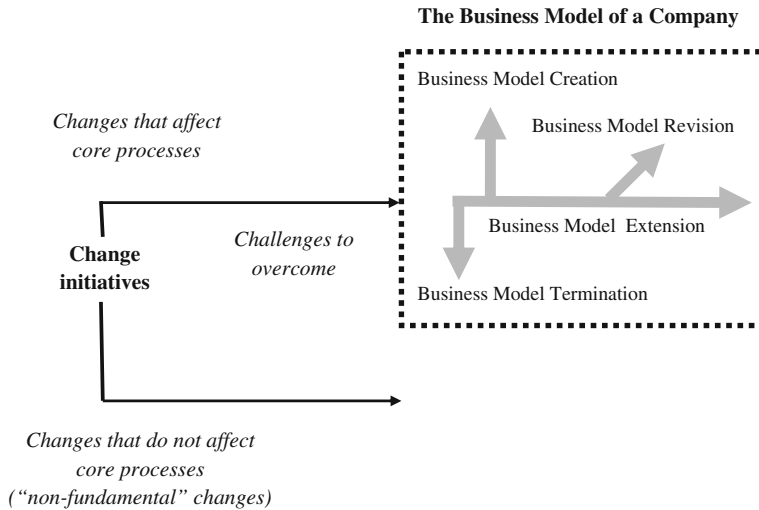 The Business Model of a Company
Business Model Creation
Changes that affect
core processes
Business Model Revision
Challenges to
overcome
Business Model Extension
Change
initiatives
Business Model Termination
Changes that do not affect
core processes
(“non-fundamental” changes)